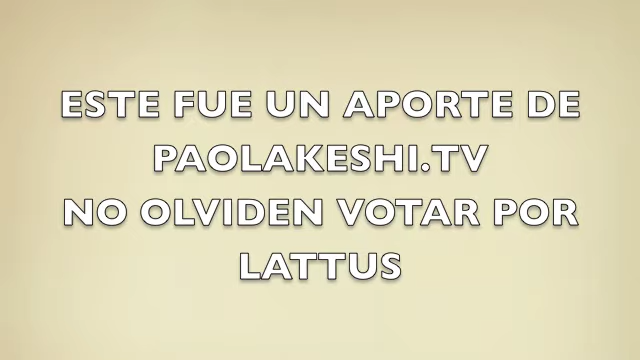 ESTE FUE UN APORTE DE
PAOLAKESHI.TV
NO OLVIDEN VOTAR POR
LATTUS